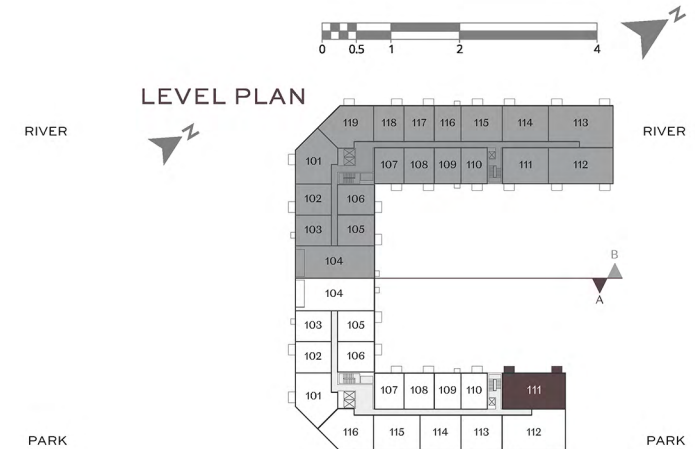 Z
0 0.5 1 2 4
LEVEL PLAN
RIVER
RIVER
Z
119 118 117 116 115 114 113
101 107 108 109 110 111 112
102 106
103 105
104
B
104
A
103 105
102 106
101 107 108 109 110 111
116 115 114 113 112
PARK
PARK